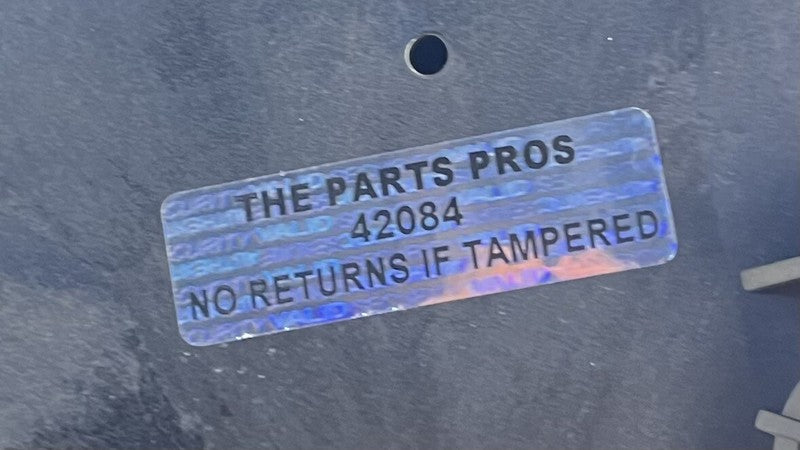 THE PARTS PROS
42084
NO RETURNS IF TAMPERED